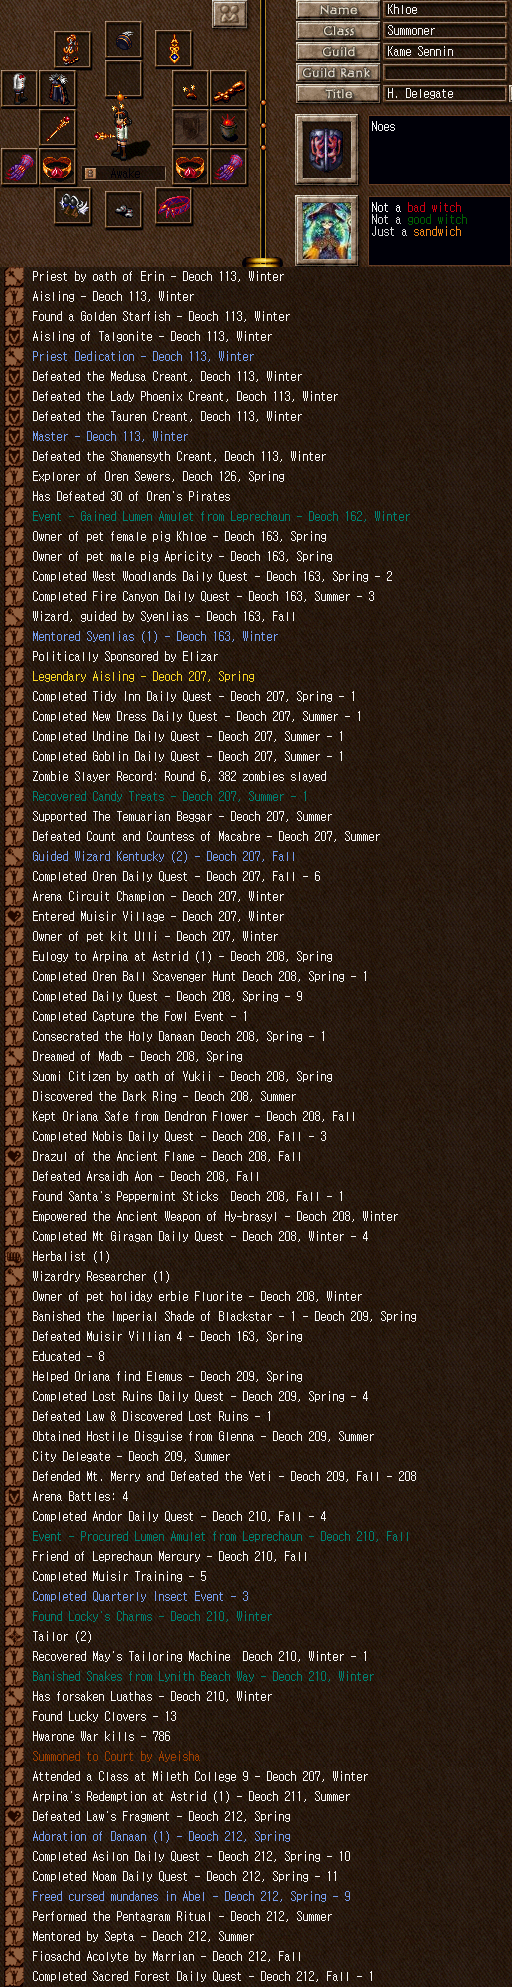 Name Khloe
Class Summoner
Guild Kame Sennin
Guild Rank
Title H. Delegate
Noes
B Awake
Not a bad witch
Not a good witch
Just a sandwich
Priest by oath of Erin - Deoch 113, Winter
Aisling - Deoch 113, Winter
Found a Golden Starfish - Deoch 113, Winter
Aisling of Talgonite - Deoch 113, Winter
Priest Dedication - Deoch 113, Winter
Defeated the Medusa Creant, Deoch 113, Winter
Defeated the Lady Phoenix Creant, Deoch 113, Winter
Defeated the Tauren Creant, Deoch 113, Winter
Master - Deoch 113, Winter
Defeated the Shamensyth Creant, Deoch 113, Winter
Explorer of Oren Sewers, Deoch 126, Spring
Has Defeated 30 of Oren's Pirates
Event - Gained Lumen Amulet from Leprechaun - Deoch 162, Winter
Owner of pet female pig Khloe - Deoch 163, Spring
Owner of pet male pig Apricity - Deoch 163, Spring
Completed West Woodlands Daily Quest - Deoch 163, Spring - 2
Completed Fire Canyon Daily Quest - Deoch 163, Summer - 3
Wizard, guided by Syenlias - Deoch 163, Fall
Mentored Syenlias (1) - Deoch 163, Winter
Politically Sponsored by Elizar
Legendary Aisling - Deoch 207, Spring
Completed Tidy Inn Daily Quest - Deoch 207, Spring - 1
Completed New Dress Daily Quest - Deoch 207, Summer - 1
Completed Undine Daily Quest - Deoch 207, Summer - 1
Completed Goblin Daily Quest - Deoch 207, Summer - 1
Zombie Slayer Record: Round 6, 382 zombies slayed
Recovered Candy Treats - Deoch 207, Summer - 1
Supported The Temuarian Beggar - Deoch 207, Summer
Defeated Count and Countess of Macabre - Deoch 207, Summer
Guided Wizard Kentucky (2) - Deoch 207, Fall
Completed Oren Daily Quest - Deoch 207, Fall - 6
Arena Circuit Champion - Deoch 207, Winter
Entered Muisir Village - Deoch 207, Winter
Owner of pet kit Ulli - Deoch 207, Winter
Eulogy to Arpina at Astrid (1) - Deoch 208, Spring
Completed Oren Ball Scavenger Hunt Deoch 208, Spring - 1
Completed Daily Quest - Deoch 208, Spring - 9
Completed Capture the Fowl Event - 1
Consecrated the Holy Danaan Deoch 208, Spring - 1
Dreamed of Madb - Deoch 208, Spring
Suomi Citizen by oath of Yukii - Deoch 208, Spring
Discovered the Dark Ring - Deoch 208, Summer
Kept Oriana Safe from Dendron Flower - Deoch 208, Fall
Completed Nobis Daily Quest - Deoch 208, Fall - 3
Drazul of the Ancient Flame - Deoch 208, Fall
Defeated Arsaidh Aon - Deoch 208, Fall
Found Santa's Peppermint Sticks  Deoch 208, Fall - 1
Empowered the Ancient Weapon of Hy-brasyl - Deoch 208, Winter
Completed Mt Giragan Daily Quest - Deoch 208, Winter - 4
Herbalist (1)
Wizardry Researcher (1)
Owner of pet holiday erbie Fluorite - Deoch 208, Winter
Banished the Imperial Shade of Blackstar - 1 - Deoch 209, Spring
Defeated Muisir Villian 4 - Deoch 163, Spring
Educated - 8
Helped Oriana find Elemus - Deoch 209, Spring
Completed Lost Ruins Daily Quest - Deoch 209, Spring - 4
Defeated Law & Discovered Lost Ruins - 1
Obtained Hostile Disguise from Glenna - Deoch 209, Summer
City Delegate - Deoch 209, Summer
Defended Mt. Merry and Defeated the Yeti - Deoch 209, Fall - 208
Arena Battles: 4
Completed Andor Daily Quest - Deoch 210, Fall - 4
Event - Procured Lumen Amulet from Leprechaun - Deoch 210, Fall
Friend of Leprechaun Mercury - Deoch 210, Fall
Completed Muisir Training - 5
Completed Quarterly Insect Event - 3
Found Locky's Charms - Deoch 210, Winter
Tailor (2)
Recovered May's Tailoring Machine  Deoch 210, Winter - 1
Banished Snakes from Lynith Beach Way - Deoch 210, Winter
Has forsaken Luathas - Deoch 210, Winter
Found Lucky Clovers - 13
Hwarone War kills - 786
Summoned to Court by Ayeisha
Attended a Class at Mileth College 9 - Deoch 207, Winter
Arpina's Redemption at Astrid (1) - Deoch 211, Summer
Defeated Law's Fragment - Deoch 212, Spring
Adoration of Danaan (1) - Deoch 212, Spring
Completed Asilon Daily Quest - Deoch 212, Spring - 10
Completed Noam Daily Quest - Deoch 212, Spring - 11
Freed cursed mundanes in Abel - Deoch 212, Spring - 9
Performed the Pentagram Ritual - Deoch 212, Summer
Mentored by Septa - Deoch 212, Summer
Fiosachd Acolyte by Marrian - Deoch 212, Fall
Completed Sacred Forest Daily Quest - Deoch 212, Fall - 1